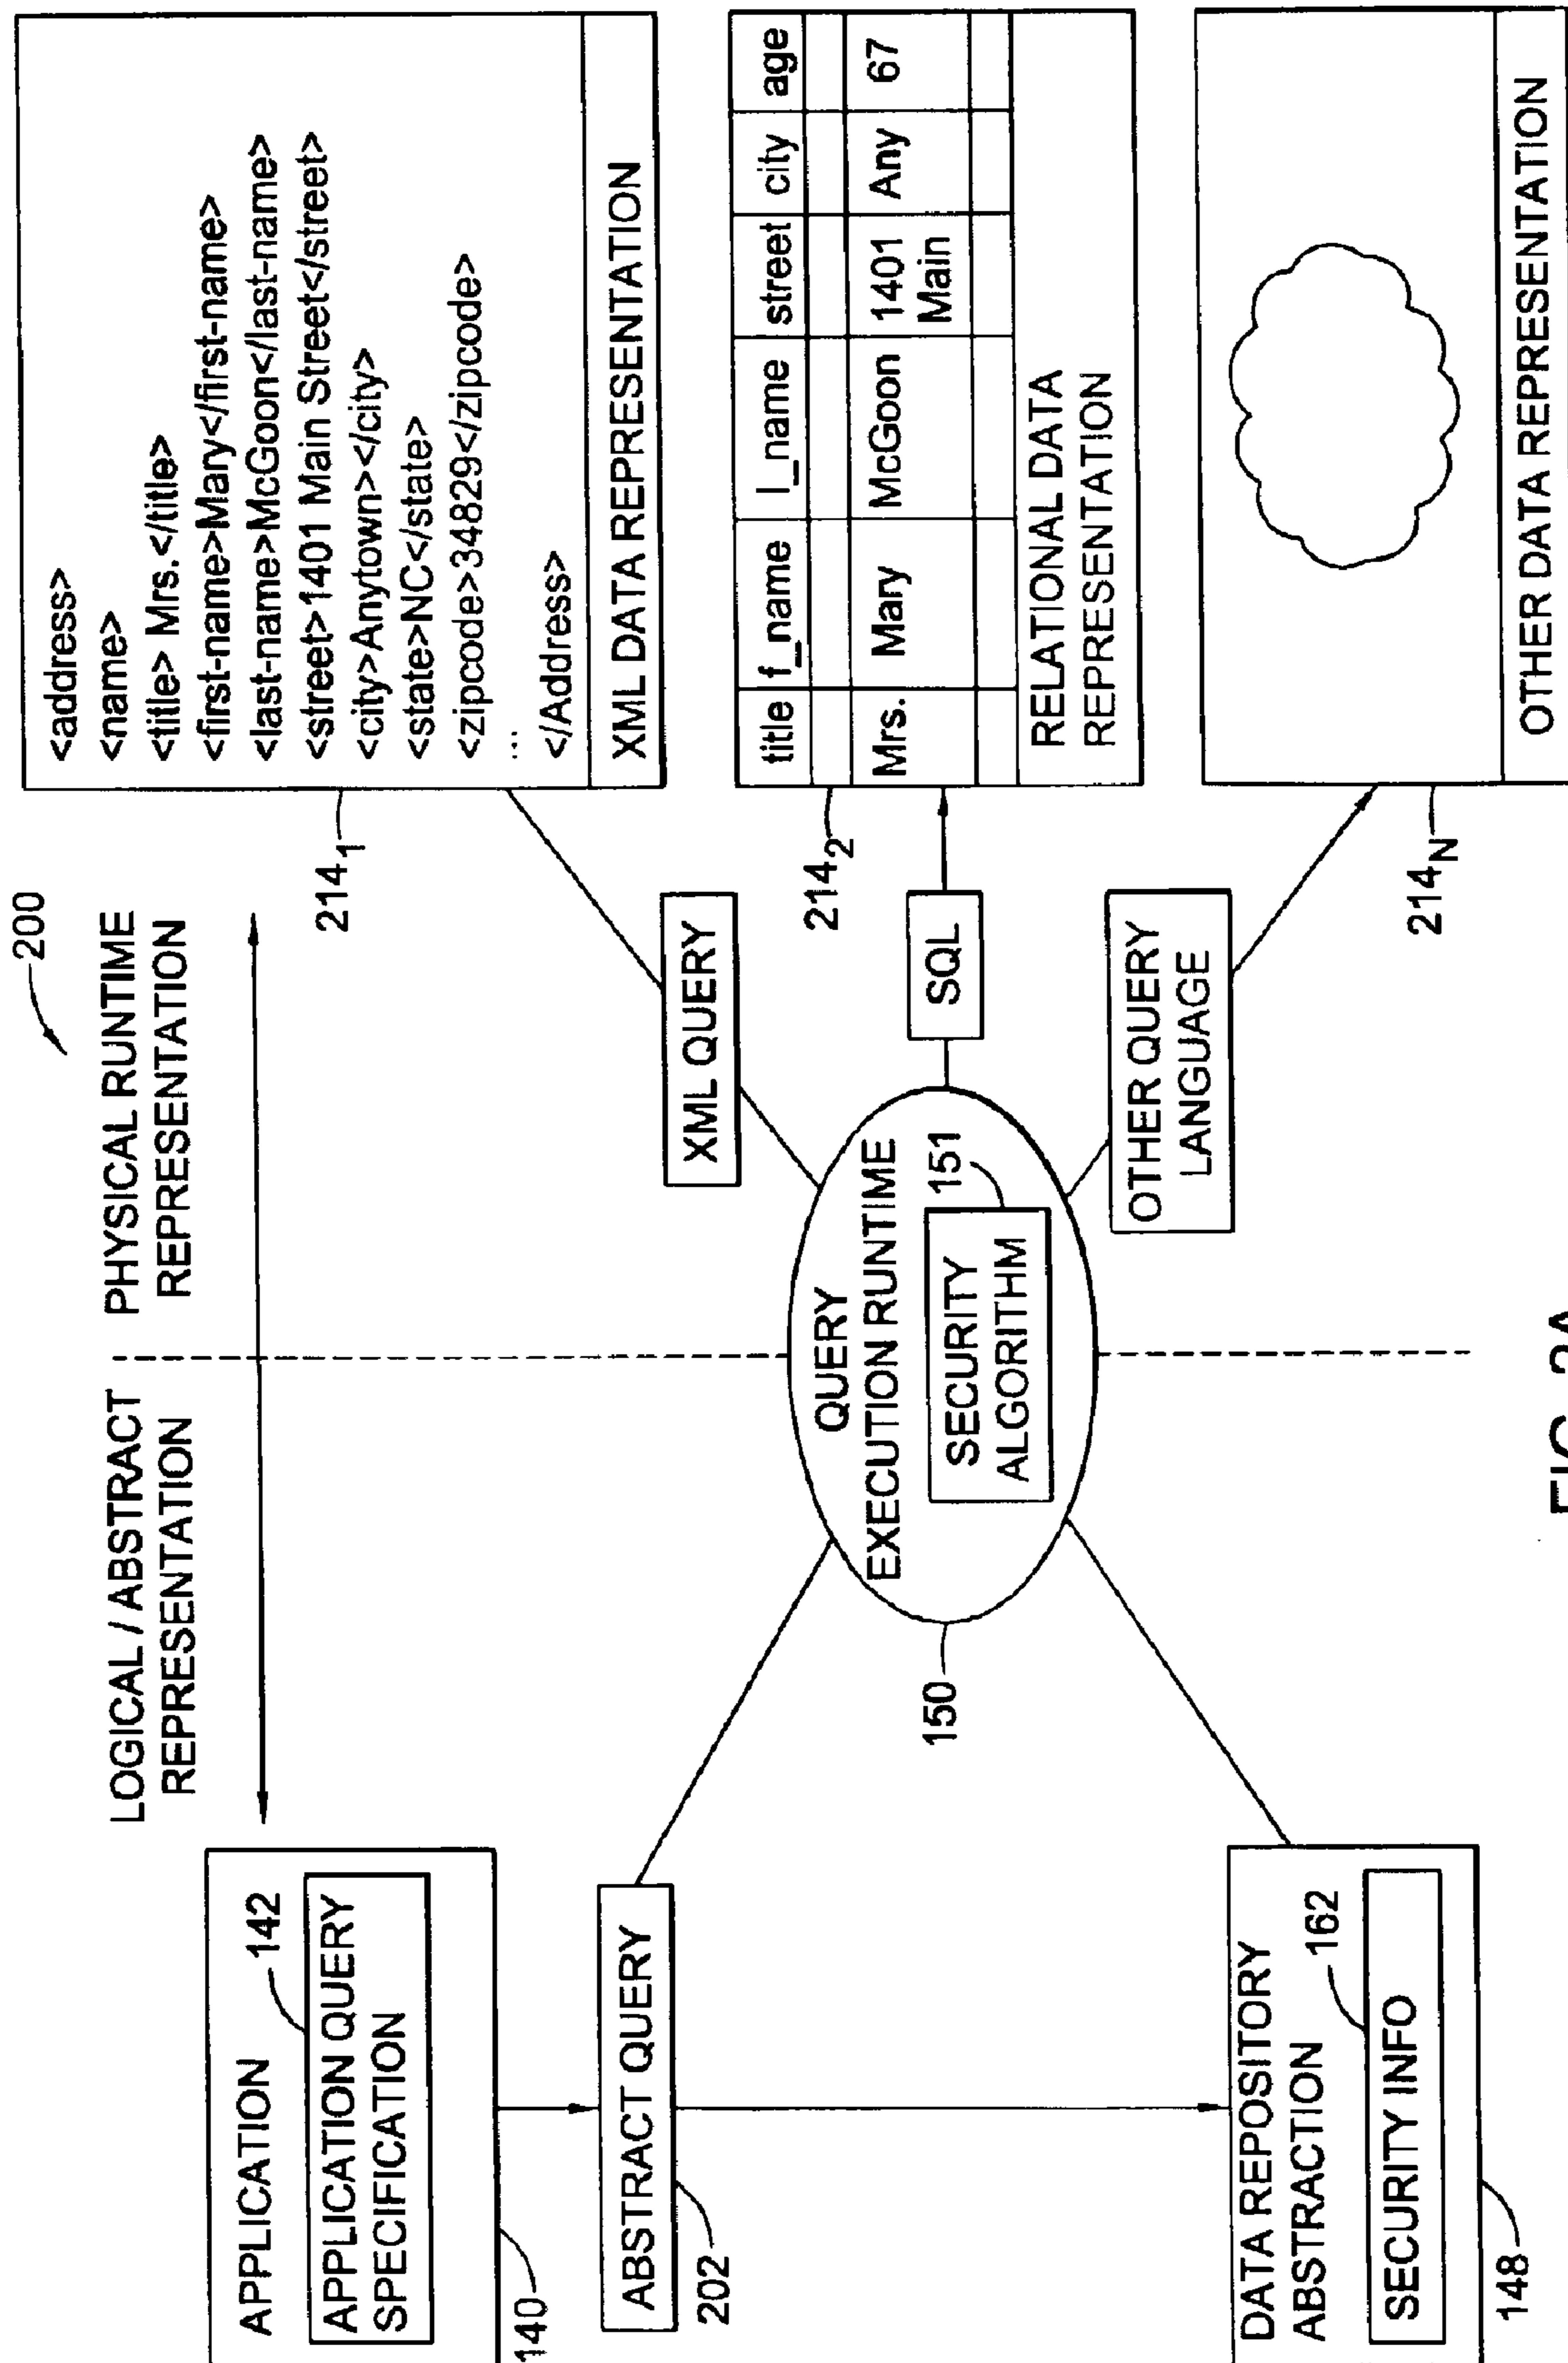 200
LOGICAL / ABSTRACT
REPRESENTATION
PHYSICAL RUNTIME
REPRESENTATION
APPLICATION
142
APPLICATION QUERY
SPECIFICATION
140
ABSTRACT QUERY
202
DATA REPOSITORY
ABSTRACTION
162
SECURITY INFO
148
QUERY
EXECUTION RUNTIME
151
SECURITY
ALGORITHM
150
XML QUERY
SQL
OTHER QUERY
LANGUAGE
<address>
<name>
<title> Mrs.</title>
<first-name>Mary</first-name>
<last-name>McGoon</last-name>
<street>1401 Main Street</street>
<city>Anytown></city>
<state>NC</state>
<zipcode>34829</zipcode>
...
</Address>
XML DATA REPRESENTATION
214₁
title f_name l_name street city age
Mrs. Mary McGoon 1401 Main Any 67
RELATIONAL DATA
REPRESENTATION
214₂
OTHER DATA REPRESENTATION
214N